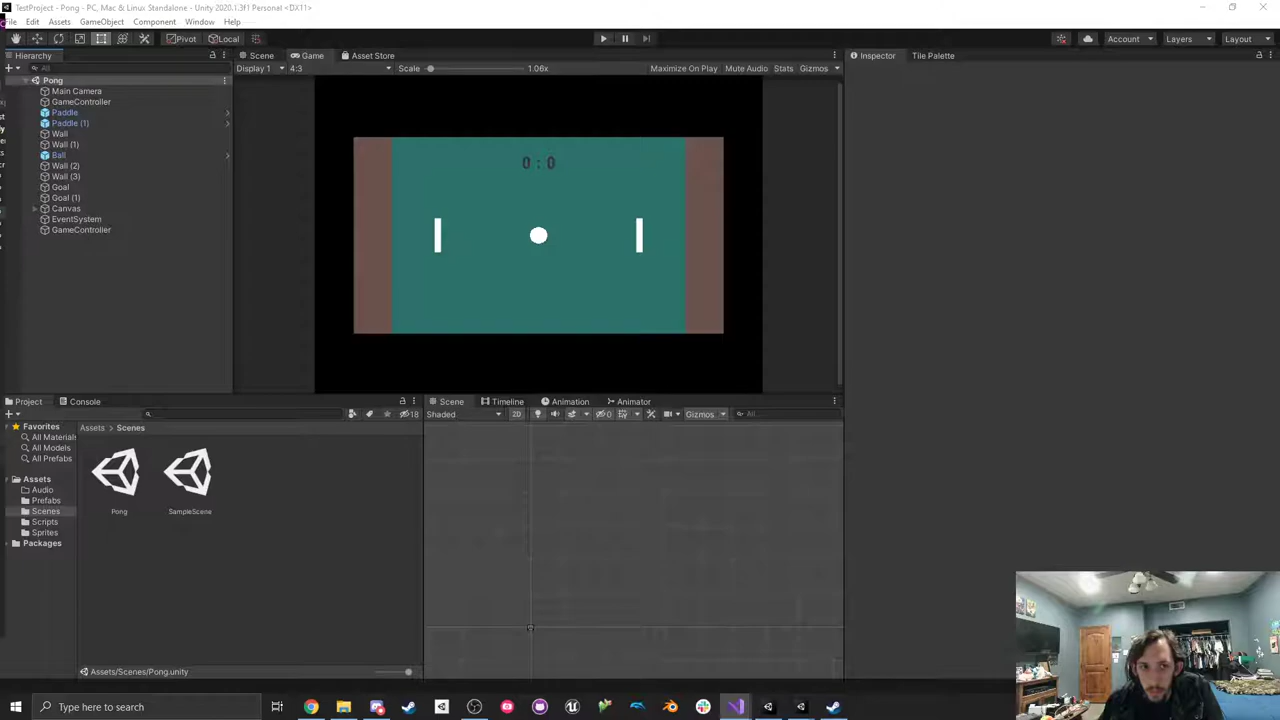 TestProject - Pong - PC, Mac & Linux Standalone - Unity 2020.1.3f1 Personal <DX11>
File Edit Assets GameObject Component Window Help
Pivot Local Account Layers Layout
Hierarchy
All
Pong
Main Camera
GameController
Paddle
Paddle (1)
Wall
Wall (1)
Ball
Wall (2)
Wall (3)
Goal
Goal (1)
Canvas
EventSystem
GameController
Scene Game Asset Store
Display 1 4:3 Scale 1.06x Maximize On Play Mute Audio Stats Gizmos
0 : 0
Inspector Tile Palette
Project Console
18
Favorites
All Materials
All Models
All Prefabs
Assets
Audio
Prefabs
Scenes
Scripts
Sprites
Packages
Assets > Scenes
Pong SampleScene
Assets/Scenes/Pong.unity
Scene Timeline Animation Animator
Shaded 2D 0 Gizmos All
Type here to search